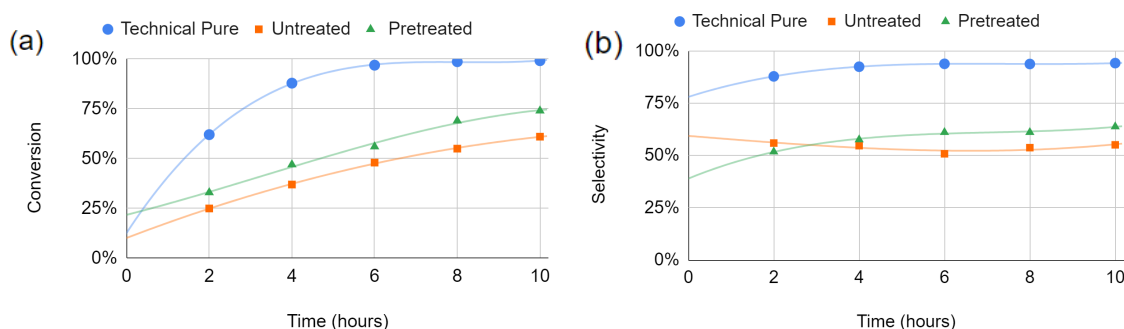 (a)
Technical Pure Untreated Pretreated
100%
75%
50%
25%
0%
Conversion
0 2 4 6 8 10
Time (hours)
(b)
Technical Pure Untreated Pretreated
100%
75%
50%
25%
0%
Selectivity
0 2 4 6 8 10
Time (hours)